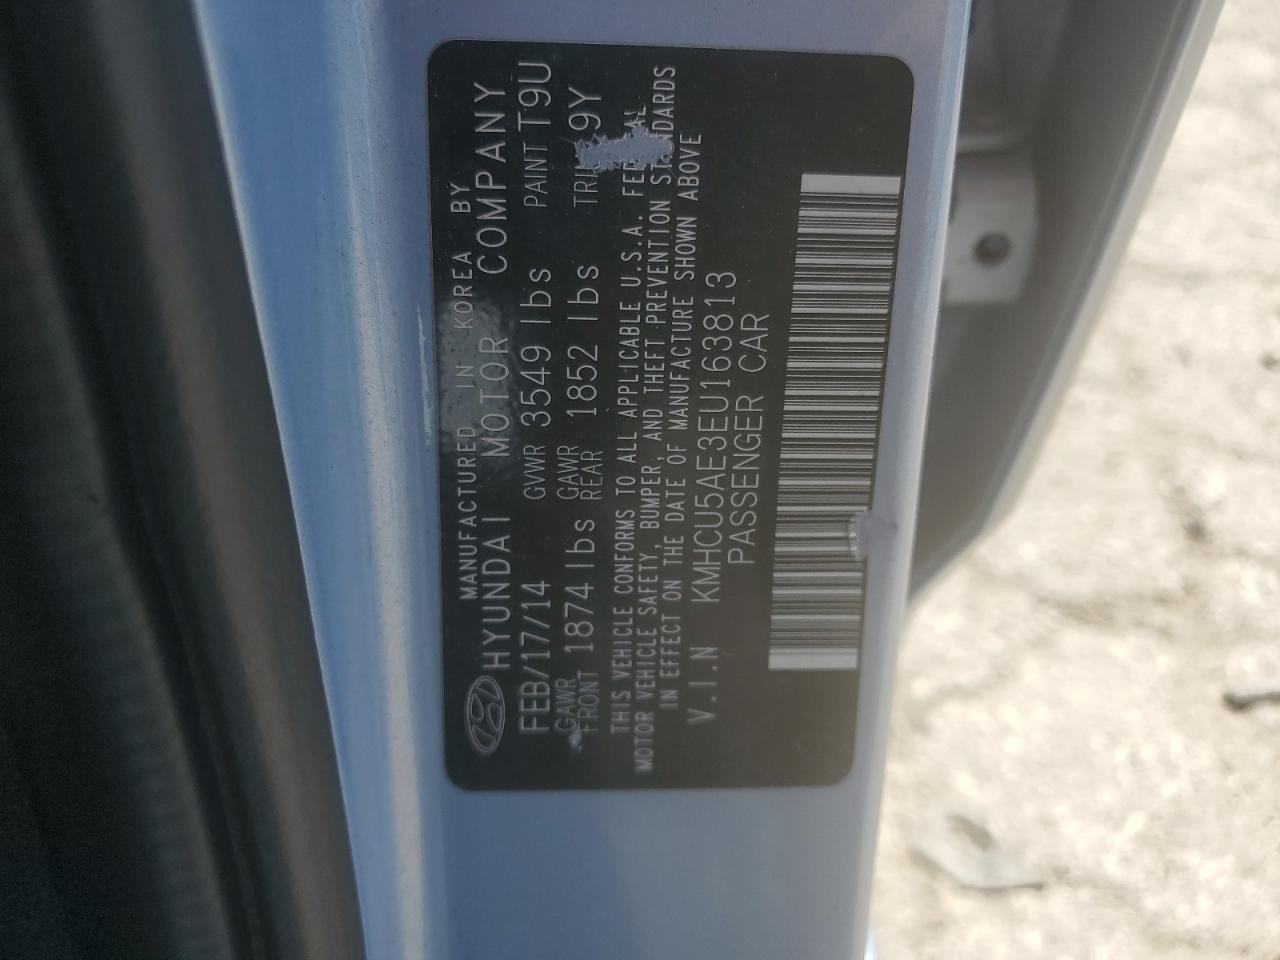 MANUFACTURED IN KOREA BY
HYUNDAI MOTOR COMPANY
FEB/17/14 GVWR 3549 lbs PAINT T9U
GAWR FRONT 1874 lbs GAWR REAR 1852 lbs 9Y
THIS VEHICLE CONFORMS TO ALL APPLICABLE U.S.A.
MOTOR VEHICLE SAFETY, BUMPER, AND THEFT PREVENTION
IN EFFECT ON THE DATE OF MANUFACTURE SHOWN ABOVE
V.I.N KMHCU5AE3EU163813
PASSENGER CAR